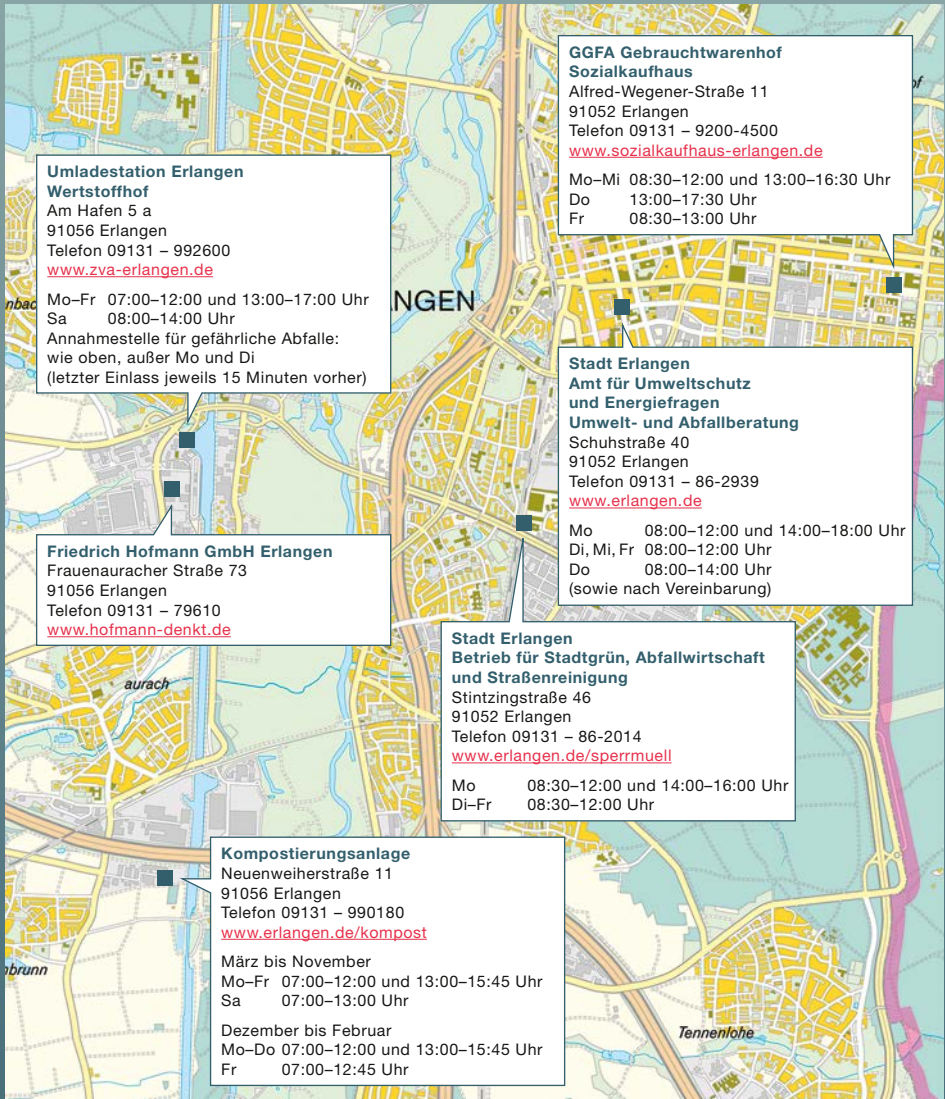 GGFA Gebrauchtwarenhof
Sozialkaufhaus
Alfred-Wegener-Straße 11
91052 Erlangen
Telefon 09131 – 9200-4500
www.sozialkaufhaus-erlangen.de
Mo–Mi 08:30–12:00 und 13:00–16:30 Uhr
Do 13:00–17:30 Uhr
Fr 08:30–13:00 Uhr
Umladestation Erlangen
Wertstoffhof
Am Hafen 5 a
91056 Erlangen
Telefon 09131 – 992600
www.zva-erlangen.de
Mo–Fr 07:00–12:00 und 13:00–17:00 Uhr
Sa 08:00–14:00 Uhr
Annahmestelle für gefährliche Abfalle:
wie oben, außer Mo und Di
(letzter Einlass jeweils 15 Minuten vorher)
ANGEN
Stadt Erlangen
Amt für Umweltschutz
und Energiefragen
Umwelt- und Abfallberatung
Schuhstraße 40
91052 Erlangen
Telefon 09131 – 86-2939
www.erlangen.de
Mo 08:00–12:00 und 14:00–18:00 Uhr
Di, Mi, Fr 08:00–12:00 Uhr
Do 08:00–14:00 Uhr
(sowie nach Vereinbarung)
Friedrich Hofmann GmbH Erlangen
Frauenauracher Straße 73
91056 Erlangen
Telefon 09131 – 79610
www.hofmann-denkt.de
Stadt Erlangen
Betrieb für Stadtgrün, Abfallwirtschaft
und Straßenreinigung
Stintzingstraße 46
91052 Erlangen
Telefon 09131 – 86-2014
www.erlangen.de/sperrmuell
Mo 08:30–12:00 und 14:00–16:00 Uhr
Di–Fr 08:30–12:00 Uhr
aurach
Kompostierungsanlage
Neuenweiherstraße 11
91056 Erlangen
Telefon 09131 – 990180
www.erlangen.de/kompost
März bis November
Mo–Fr 07:00–12:00 und 13:00–15:45 Uhr
Sa 07:00–13:00 Uhr
Dezember bis Februar
Mo–Do 07:00–12:00 und 13:00–15:45 Uhr
Fr 07:00–12:45 Uhr
nbrunn
Tennenlohe